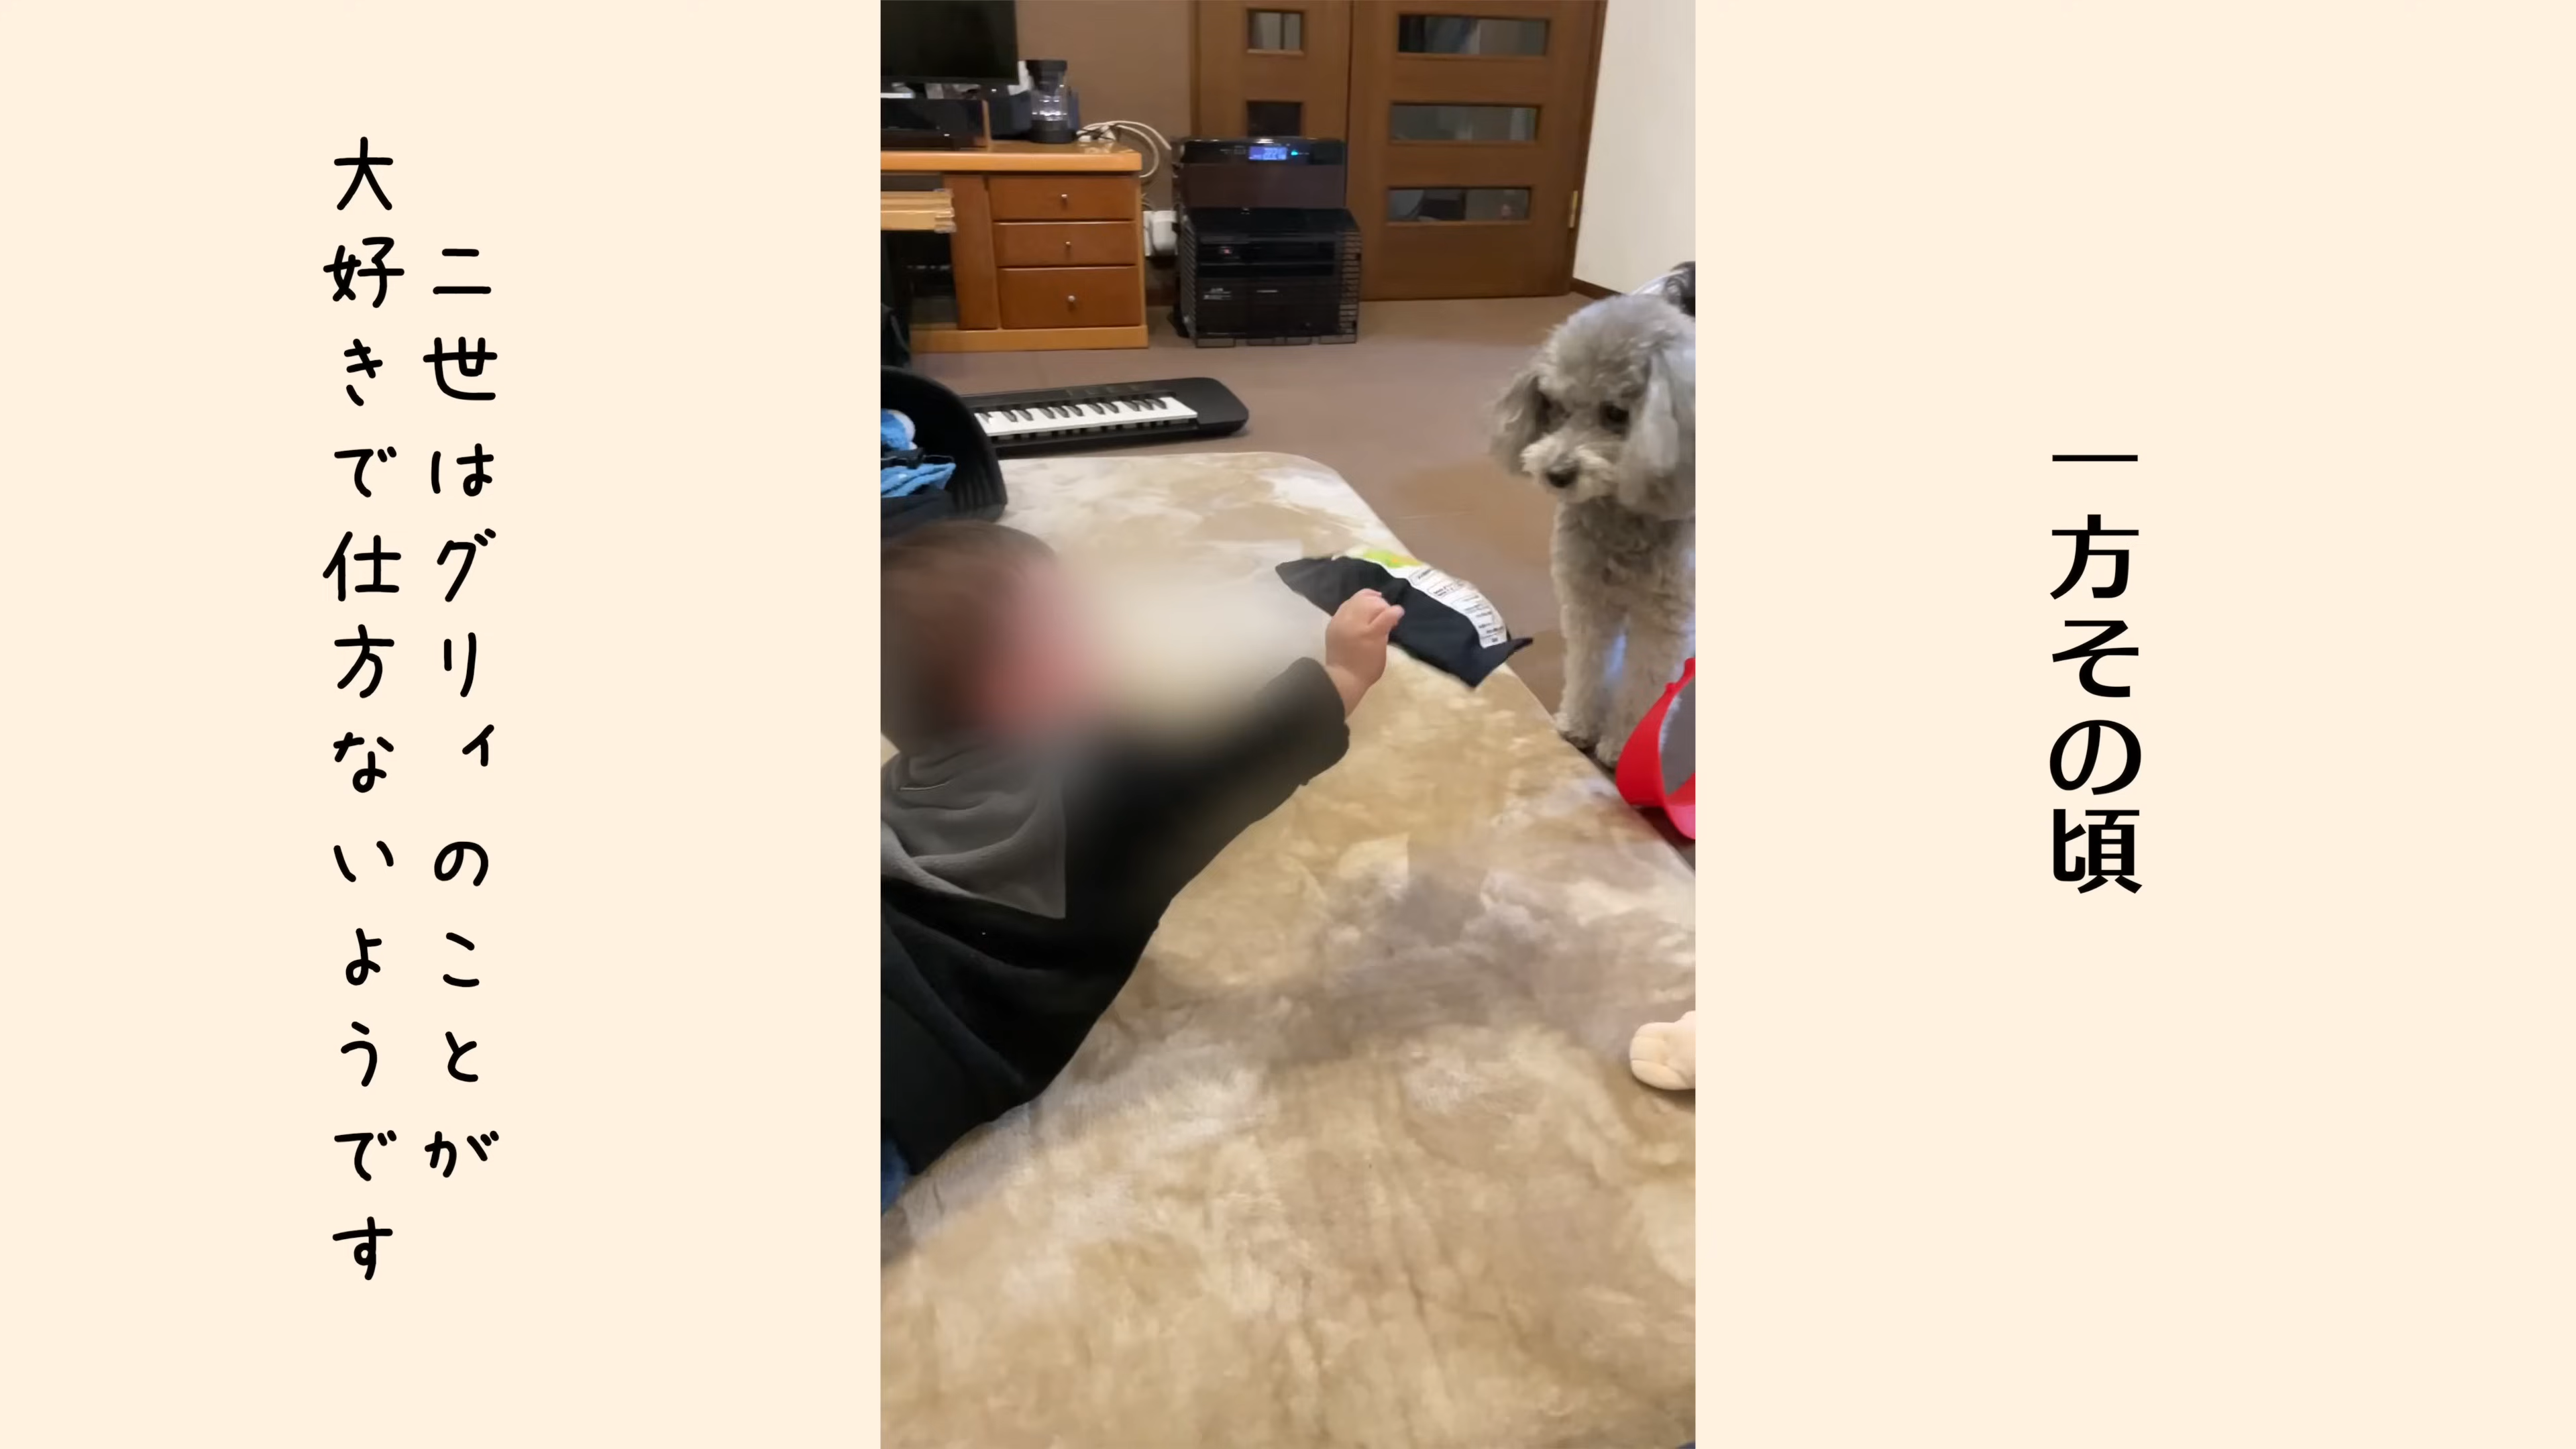 一方その頃
二世はグリィのことが
大好きで仕方ないようです